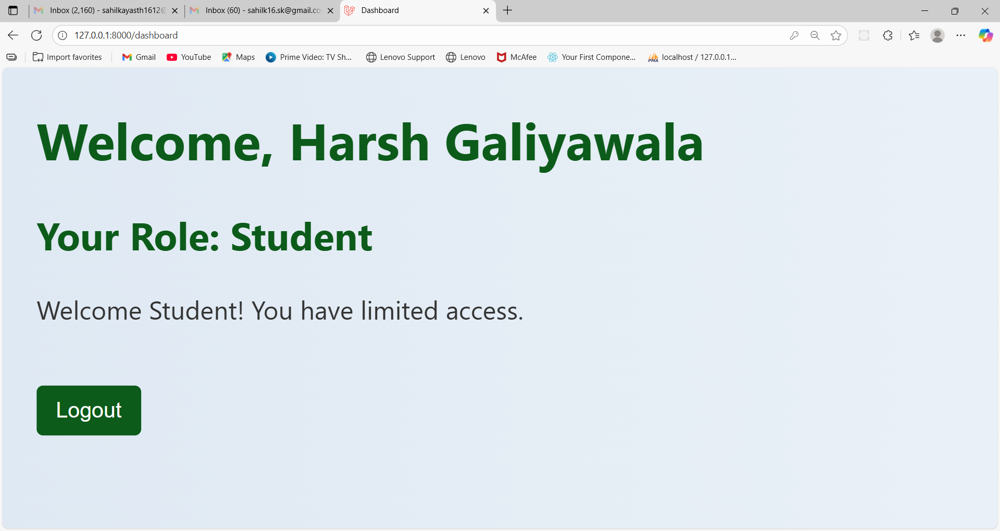 Inbox (2,160) - sahilkayasth1612@
Inbox (60) - sahilk16.sk@gmail.co
Dashboard
127.0.0.1:8000/dashboard
Import favorites
Gmail
YouTube
Maps
Prime Video: TV Sh...
Lenovo Support
Lenovo
McAfee
Your First Compone...
PMA
localhost / 127.0.0.1...
Welcome, Harsh Galiyawala
Your Role: Student
Welcome Student! You have limited access.
Logout